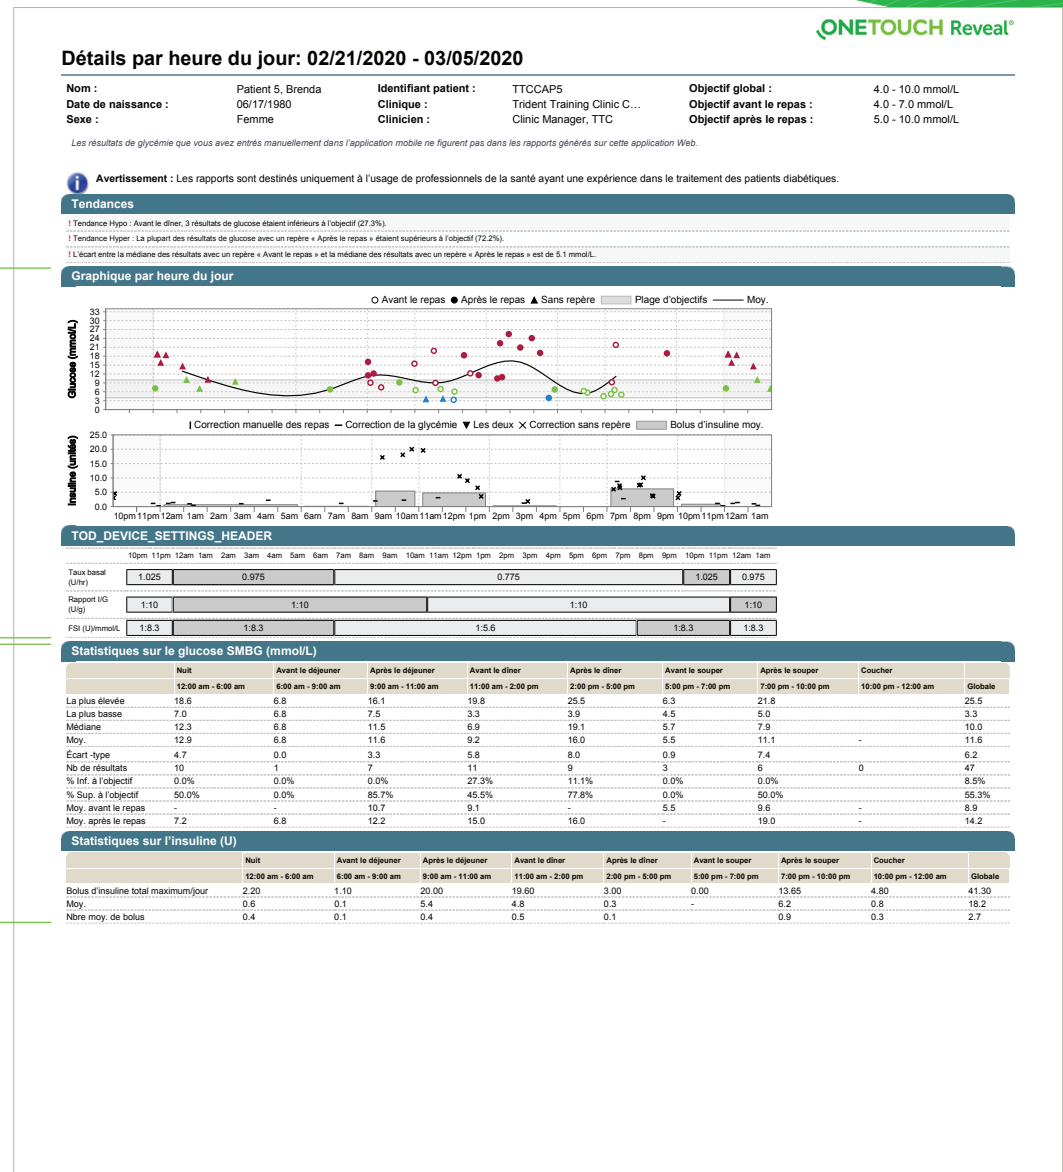 ONETOUCH Reveal®
Détails par heure du jour: 02/21/2020 - 03/05/2020
Nom : Patient 5, Brenda Identifiant patient : TTCCAP5 Objectif global : 4.0 - 10.0 mmol/L
Date de naissance : 06/17/1980 Clinique : Trident Training Clinic C... Objectif avant le repas : 4.0 - 7.0 mmol/L
Sexe : Femme Clinicien : Clinic Manager, TTC Objectif après le repas : 5.0 - 10.0 mmol/L
Les résultats de glycémie que vous avez entrés manuellement dans l'application mobile ne figurent pas dans les rapports générés sur cette application Web.
i Avertissement : Les rapports sont destinés uniquement à l'usage de professionnels de la santé ayant une expérience dans le traitement des patients diabétiques.
Tendances
! Tendance Hypo : Avant le dîner, 3 résultats de glucose étaient inférieurs à l'objectif (27.3%).
! Tendance Hyper : La plupart des résultats de glucose avec un repère « Après le repas » étaient supérieurs à l'objectif (72.2%).
! L'écart entre la médiane des résultats avec un repère « Avant le repas » et la médiane des résultats avec un repère « Après le repas » est de 5.1 mmol/L.
Graphique par heure du jour
Avant le repas Après le repas Sans repère Plage d'objectifs Moy.
Glucose (mmol/L)
33
30
27
24
21
18
15
12
9
6
3
0
Correction manuelle des repas Correction de la glycémie Les deux Correction sans repère Bolus d'insuline moy.
Insuline (unités)
25.0
20.0
15.0
10.0
5.0
0.0
10pm 11pm 12am 1am 2am 3am 4am 5am 6am 7am 8am 9am 10am 11am 12pm 1pm 2pm 3pm 4pm 5pm 6pm 7pm 8pm 9pm 10pm 11pm 12am 1am
TOD_DEVICE_SETTINGS_HEADER
10pm 11pm 12am 1am 2am 3am 4am 5am 6am 7am 8am 9am 10am 11am 12pm 1pm 2pm 3pm 4pm 5pm 6pm 7pm 8pm 9pm 10pm 11pm 12am 1am
Taux basal (U/hr) 1.025 0.975 0.775 1.025 0.975
Rapport I/G (U/g) 1:10 1:10 1:10 1:10
FSI (U)/mmol/L 1:8.3 1:8.3 1:5.6 1:8.3 1:8.3
Statistiques sur le glucose SMBG (mmol/L)
Nuit Avant le déjeuner Après le déjeuner Avant le dîner Après le dîner Avant le souper Après le souper Coucher
12:00 am - 6:00 am 6:00 am - 9:00 am 9:00 am - 11:00 am 11:00 am - 2:00 pm 2:00 pm - 5:00 pm 5:00 pm - 7:00 pm 7:00 pm - 10:00 pm 10:00 pm - 12:00 am Globale
La plus élevée 18.6 6.8 16.1 19.8 25.5 6.3 21.8 25.5
La plus basse 7.0 6.8 7.5 3.3 3.9 4.5 5.0 3.3
Médiane 12.3 6.8 11.5 6.9 19.1 5.7 7.9 10.0
Moy. 12.9 6.8 11.6 9.2 16.0 5.5 11.1 - 11.6
Écart -type 4.7 0.0 3.3 5.8 8.0 0.9 7.4 6.2
Nb de résultats 10 1 7 11 9 3 6 0 47
% Inf. à l'objectif 0.0% 0.0% 0.0% 27.3% 11.1% 0.0% 0.0% 8.5%
% Sup. à l'objectif 50.0% 0.0% 85.7% 45.5% 77.8% 0.0% 50.0% 55.3%
Moy. avant le repas - - 10.7 9.1 - 5.5 9.6 - 8.9
Moy. après le repas 7.2 6.8 12.2 15.0 16.0 - 19.0 - 14.2
Statistiques sur l'insuline (U)
Nuit Avant le déjeuner Après le déjeuner Avant le dîner Après le dîner Avant le souper Après le souper Coucher
12:00 am - 6:00 am 6:00 am - 9:00 am 9:00 am - 11:00 am 11:00 am - 2:00 pm 2:00 pm - 5:00 pm 5:00 pm - 7:00 pm 7:00 pm - 10:00 pm 10:00 pm - 12:00 am Globale
Bolus d'insuline total maximum/jour 2.20 1.10 20.00 19.60 3.00 0.00 13.65 4.80 41.30
Moy. 0.6 0.1 5.4 4.8 0.3 - 6.2 0.8 18.2
Nbre moy. de bolus 0.4 0.1 0.4 0.5 0.1 0.9 0.3 2.7